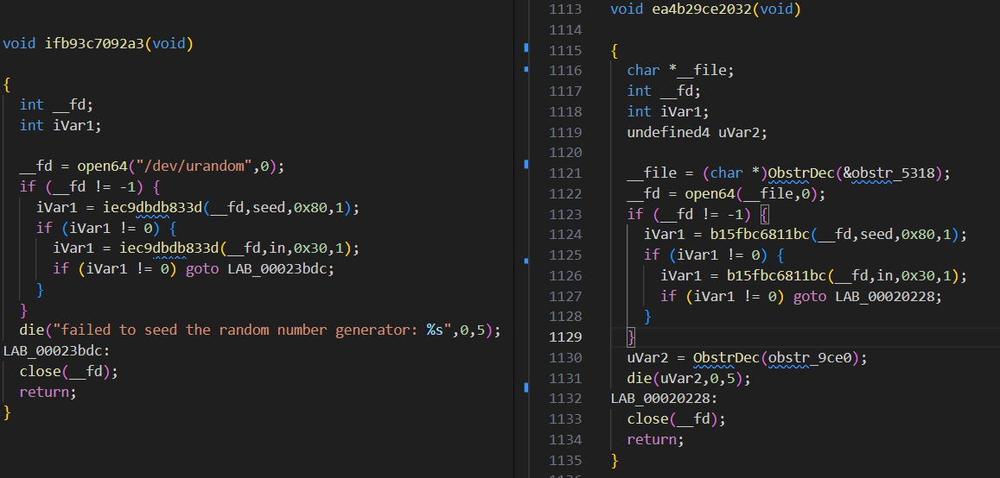 void ifb93c7092a3(void)
{
int __fd;
int iVar1;
__fd = open64("/dev/urandom",0);
if (__fd != -1) {
iVar1 = iec9dbdb833d(__fd,seed,0x80,1);
if (iVar1 != 0) {
iVar1 = iec9dbdb833d(__fd,in,0x30,1);
if (iVar1 != 0) goto LAB_00023bdc;
}
}
die("failed to seed the random number generator: %s",0,5);
LAB_00023bdc:
close(__fd);
return;
}
1113 void ea4b29ce2032(void)
1114
1115 {
1116 char *__file;
1117 int __fd;
1118 int iVar1;
1119 undefined4 uVar2;
1120
1121 __file = (char *)ObstrDec(&obstr_5318);
1122 __fd = open64(__file,0);
1123 if (__fd != -1) {
1124 iVar1 = b15fbc6811bc(__fd,seed,0x80,1);
1125 if (iVar1 != 0) {
1126 iVar1 = b15fbc6811bc(__fd,in,0x30,1);
1127 if (iVar1 != 0) goto LAB_00020228;
1128 }
1129 }
1130 uVar2 = ObstrDec(obstr_9ce0);
1131 die(uVar2,0,5);
1132 LAB_00020228:
1133 close(__fd);
1134 return;
1135 }